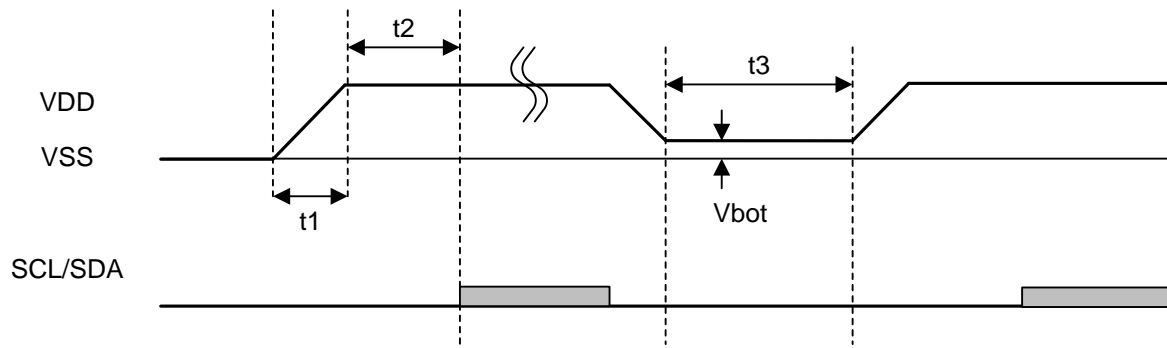 t2
t3
VDD
VSS
t1
Vbot
SCL/SDA